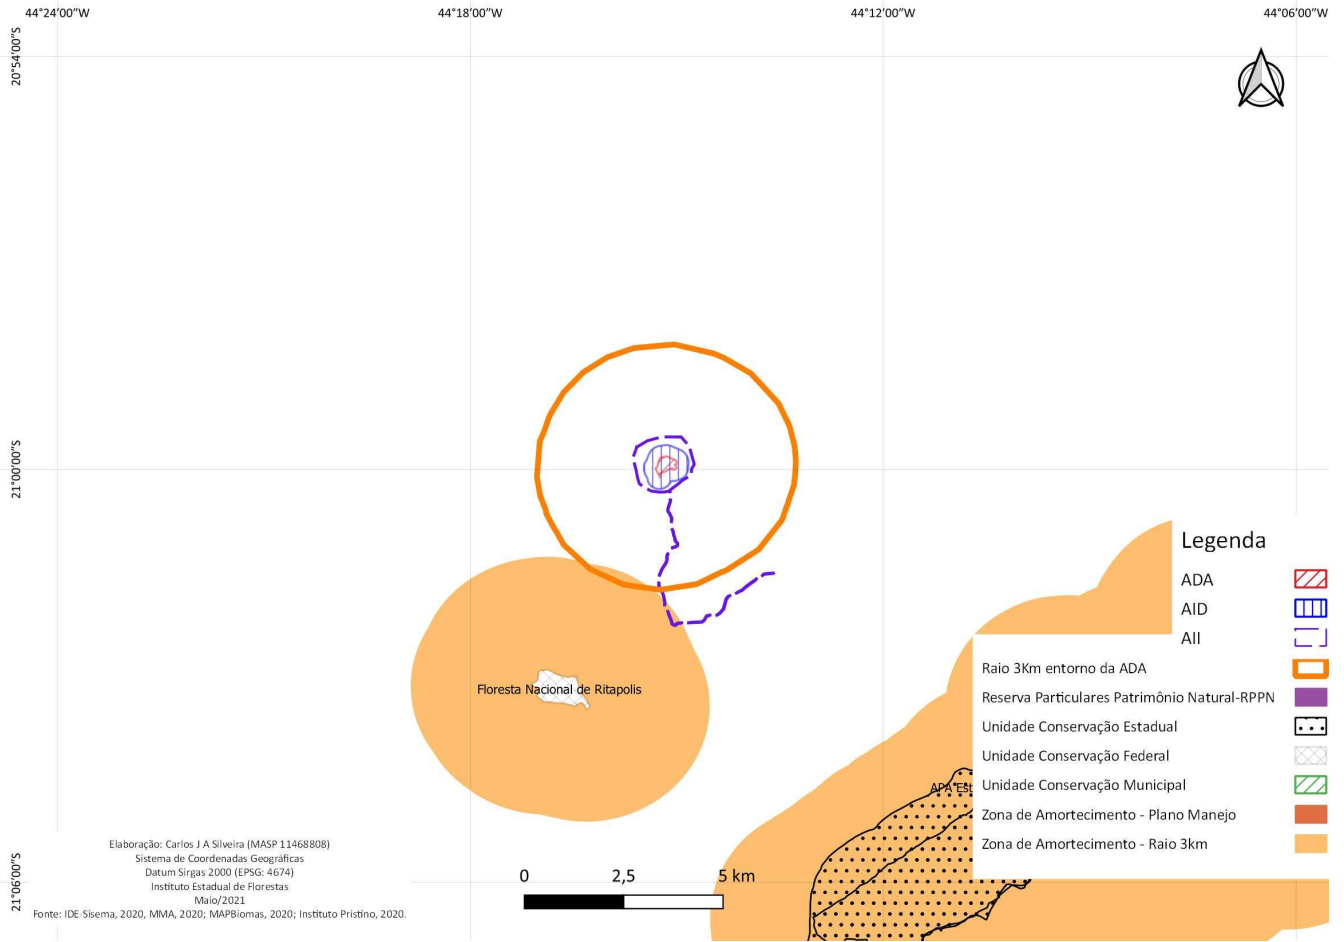 44°24'00"W
44°18'00"W
44°12'00"W
44°06'00"W
20°54'00"S
21°00'00"S
21°06'00"S
Floresta Nacional de Ritapolis
APA Est
Legenda
ADA
AID
AII
Raio 3Km entorno da ADA
Reserva Particulares Patrimônio Natural-RPPN
Unidade Conservação Estadual
Unidade Conservação Federal
Unidade Conservação Municipal
Zona de Amortecimento - Plano Manejo
Zona de Amortecimento - Raio 3km
0 2,5 5 km
Elaboração: Carlos J A Silveira (MASP 11468808)
Sistema de Coordenadas Geográficas
Datum Sirgas 2000 (EPSG: 4674)
Instituto Estadual de Florestas
Maio/2021
Fonte: IDE-Sisema, 2020, MMA, 2020; MAPBiomas, 2020; Instituto Pristino, 2020.